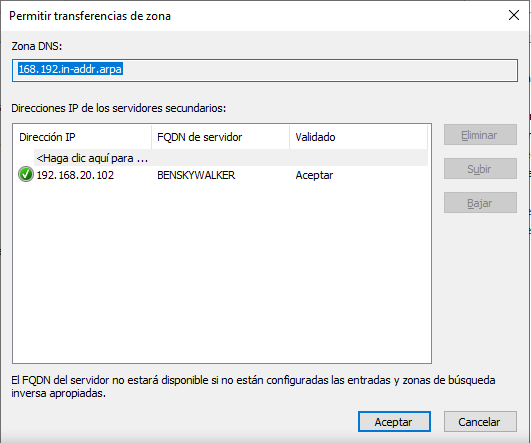 Permitir transferencias de zona
Zona DNS:
168.192.in-addr.arpa
Direcciones IP de los servidores secundarios:
Dirección IP FQDN de servidor Validado
<Haga clic aquí para ...
192.168.20.102 BENSKYWALKER Aceptar
Eliminar
Subir
Bajar
El FQDN del servidor no estará disponible si no están configuradas las entradas y zonas de búsqueda
inversa apropiadas.
Aceptar Cancelar